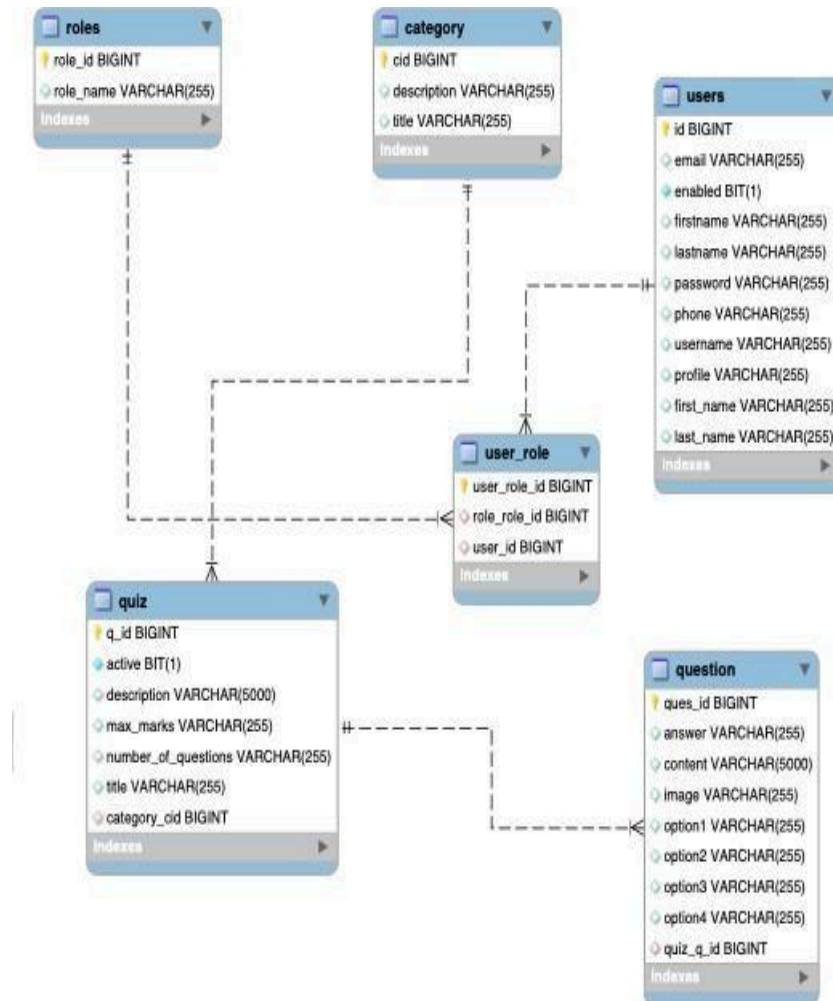 roles
role_id BIGINT
role_name VARCHAR(255)
Indexes
category
cid BIGINT
description VARCHAR(255)
title VARCHAR(255)
Indexes
users
id BIGINT
email VARCHAR(255)
enabled BIT(1)
firstname VARCHAR(255)
lastname VARCHAR(255)
password VARCHAR(255)
phone VARCHAR(255)
username VARCHAR(255)
profile VARCHAR(255)
first_name VARCHAR(255)
last_name VARCHAR(255)
Indexes
user_role
user_role_id BIGINT
role_role_id BIGINT
user_id BIGINT
Indexes
quiz
q_id BIGINT
active BIT(1)
description VARCHAR(5000)
max_marks VARCHAR(255)
number_of_questions VARCHAR(255)
title VARCHAR(255)
category_cid BIGINT
Indexes
question
ques_id BIGINT
answer VARCHAR(255)
content VARCHAR(5000)
image VARCHAR(255)
option1 VARCHAR(255)
option2 VARCHAR(255)
option3 VARCHAR(255)
option4 VARCHAR(255)
quiz_q_id BIGINT
Indexes